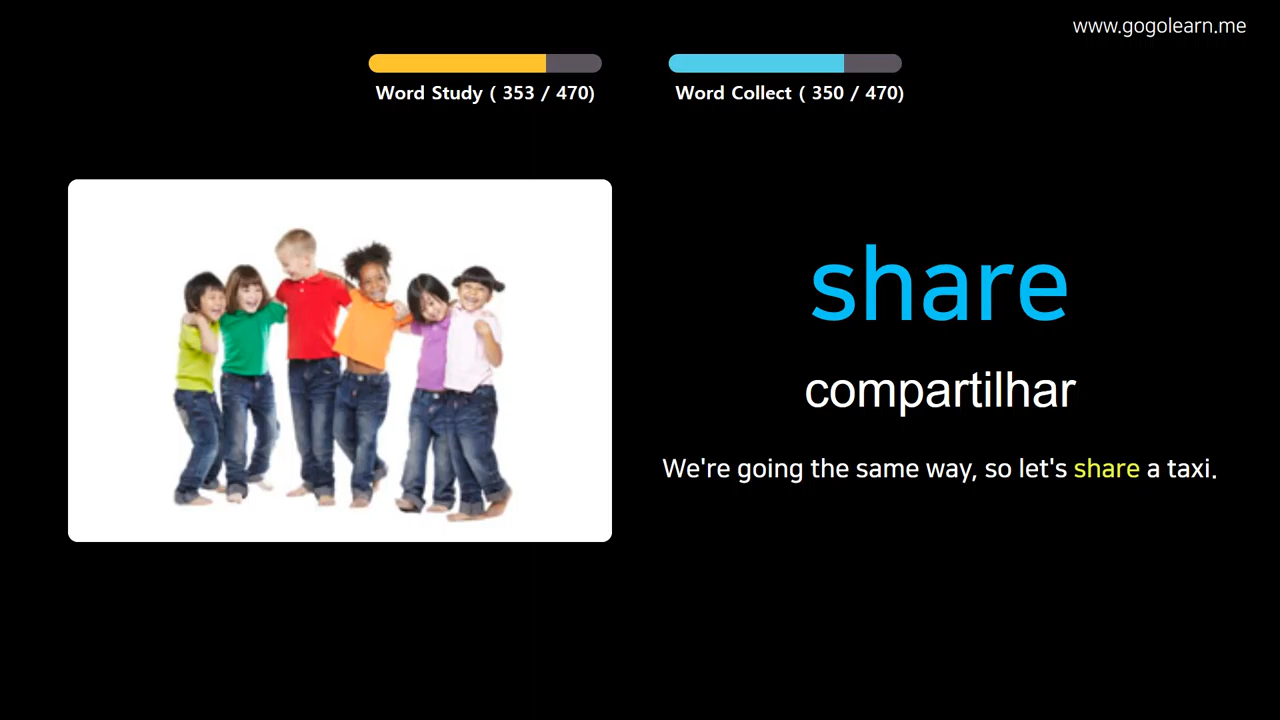 www.gogolearn.me
Word Study ( 353 / 470)
Word Collect ( 350 / 470)
share
compartilhar
We're going the same way, so let's share a taxi.